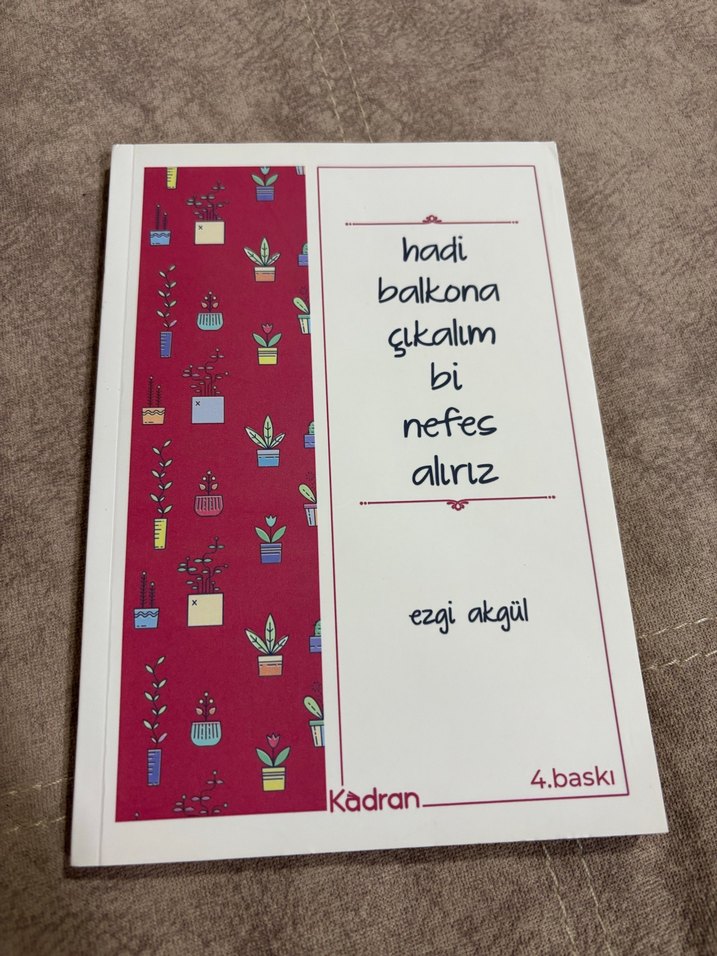 hadi
balkona
çıkalım
bi
nefes
alırız
ezgi akgül
4.baskı
Kadran